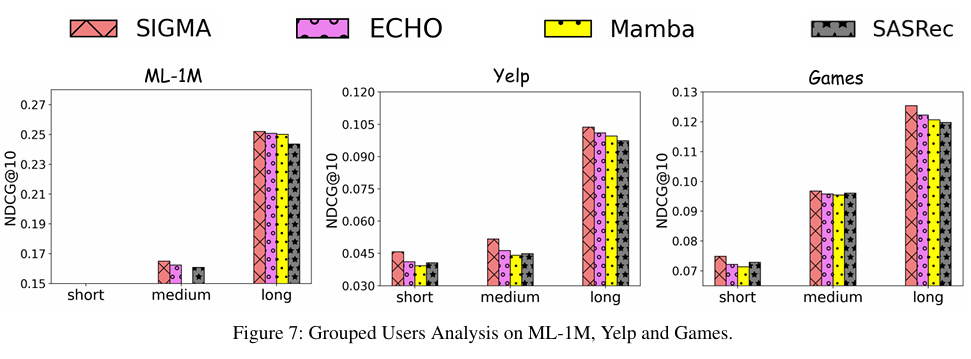 SIGMA ECHO Mamba SASRec
ML-1M
NDCG@10
0.27
0.25
0.23
0.21
0.19
0.17
0.15
short medium long
Yelp
NDCG@10
0.120
0.105
0.090
0.075
0.060
0.045
0.030
short medium long
Games
NDCG@10
0.13
0.12
0.11
0.10
0.09
0.08
0.07
short medium long
Figure 7: Grouped Users Analysis on ML-1M, Yelp and Games.